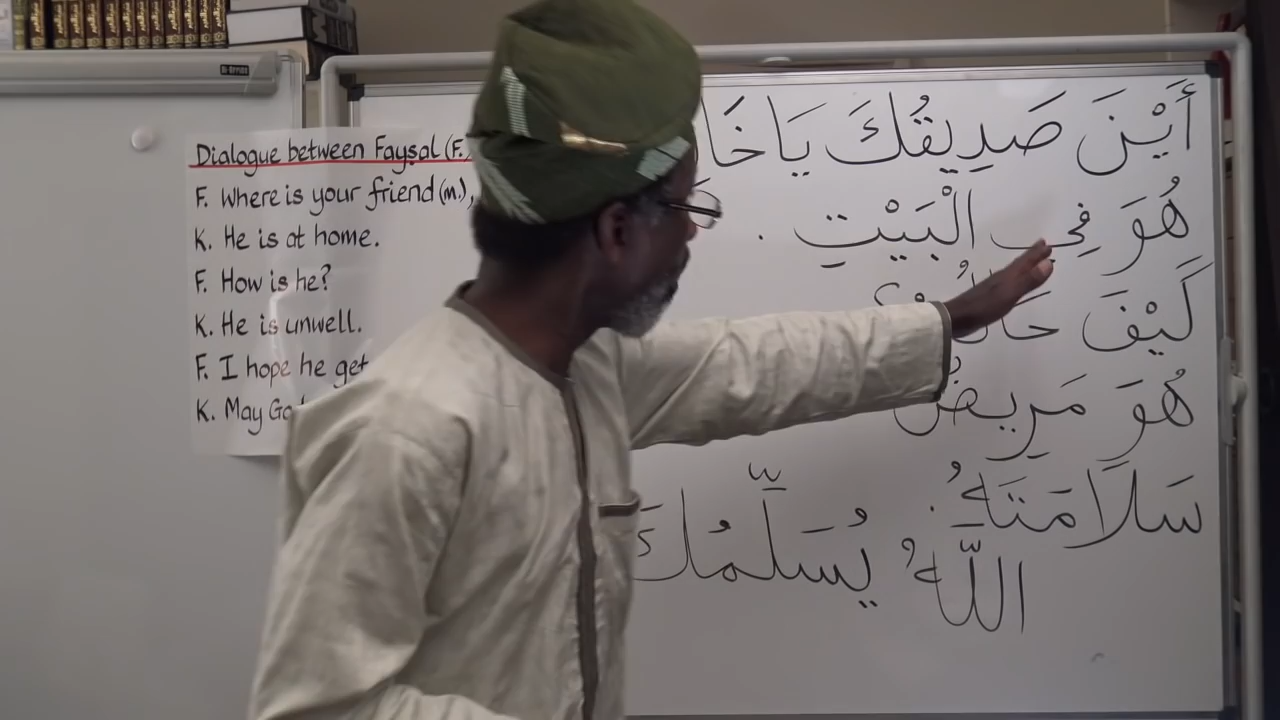 Dialogue between Faysal (F.
F. Where is your friend (m.),
K. He is at home.
F. How is he?
K. He is unwell.
F. I hope he get
K. May Go
أَيْنَ صَدِيقُكَ يَا خَا
هُوَ فِي الْبَيْتِ .
كَيْفَ حَالُهُ؟
هُوَ مَرِيضٌ
سَلَامَتَهُ.
اللّٰهُ يُسَلِّمُكَ